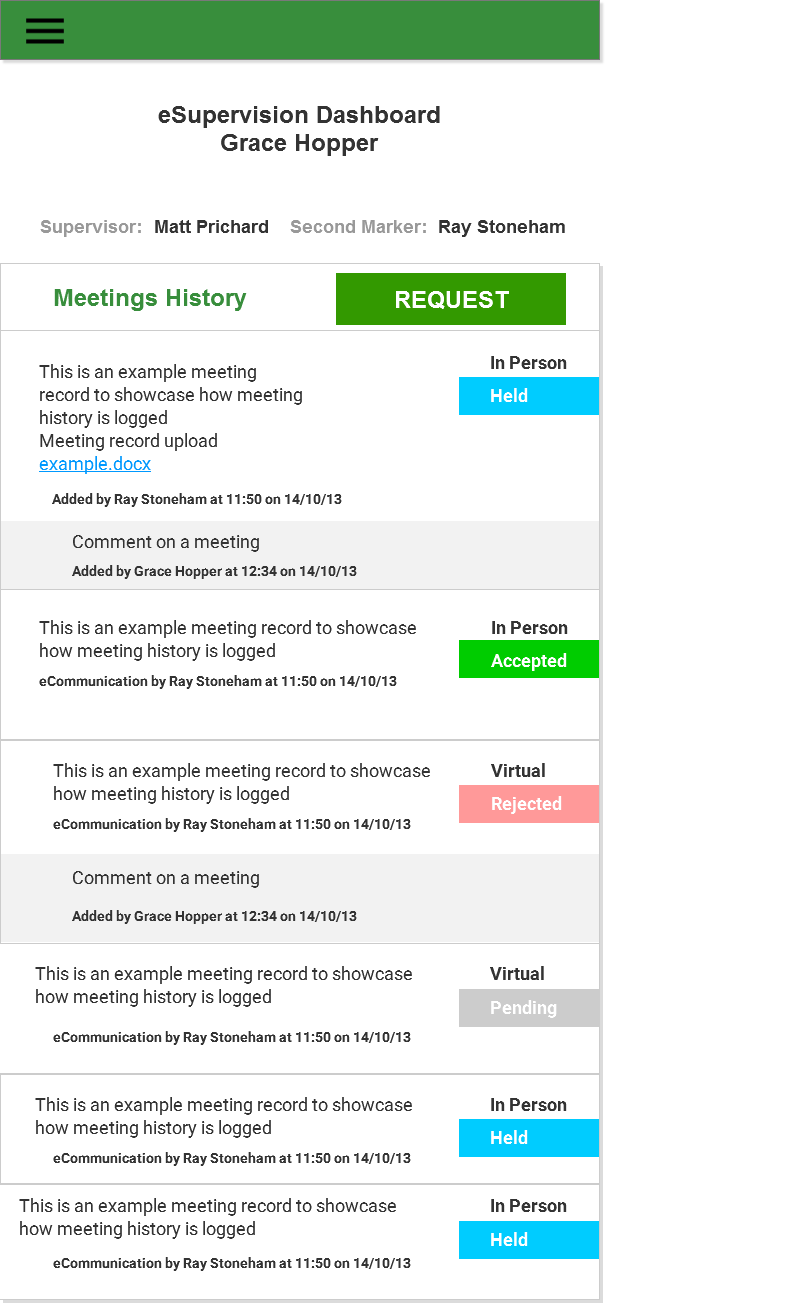 eSupervision Dashboard
Grace Hopper
Supervisor: Matt Prichard Second Marker: Ray Stoneham
Meetings History REQUEST
In Person
This is an example meeting
record to showcase how meeting
Held
history is logged
Meeting record upload
example.docx
Added by Ray Stoneham at 11:50 on 14/10/13
Comment on a meeting
Added by Grace Hopper at 12:34 on 14/10/13
This is an example meeting record to showcase
In Person
how meeting history is logged
Accepted
eCommunication by Ray Stoneham at 11:50 on 14/10/13
This is an example meeting record to showcase
Virtual
how meeting history is logged
Rejected
eCommunication by Ray Stoneham at 11:50 on 14/10/13
Comment on a meeting
Added by Grace Hopper at 12:34 on 14/10/13
This is an example meeting record to showcase
Virtual
how meeting history is logged
Pending
eCommunication by Ray Stoneham at 11:50 on 14/10/13
This is an example meeting record to showcase
In Person
how meeting history is logged
Held
eCommunication by Ray Stoneham at 11:50 on 14/10/13
This is an example meeting record to showcase
In Person
how meeting history is logged
Held
eCommunication by Ray Stoneham at 11:50 on 14/10/13